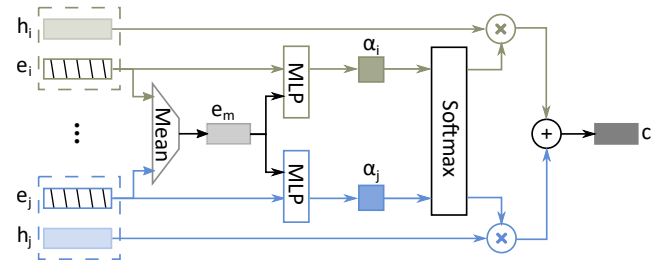 h_i
e_i
...
e_j
h_j
Mean
e_m
MLP
MLP
α_i
α_j
Softmax
×
×
+
c